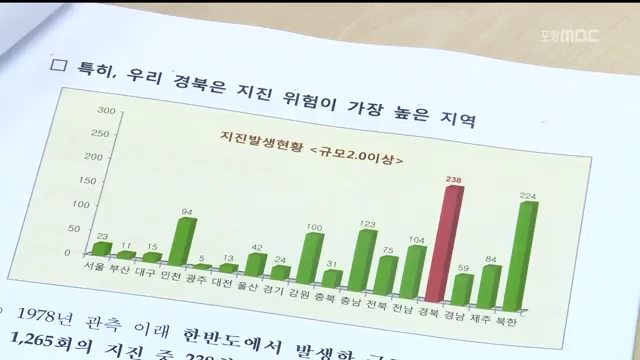 포항MBC
□ 특히, 우리 경북은 지진 위험이 가장 높은 지역
지진발생현황 <규모2.0이상>
300
250
200
150
100
50
0
23 11 15 94 5 13 42 24 100 31 123 75 104 238 59 84 224
서울 부산 대구 인천 광주 대전 울산 경기 강원 충북 충남 전북 전남 경북 경남 제주 북한
○ 1978년 관측 이래 한반도에서 발생한
1,265회의 지진 중